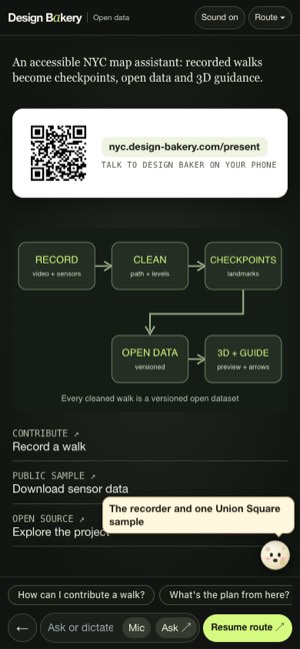 Design Bakery | Open data
Sound on
Route ▾
An accessible NYC map assistant: recorded walks
become checkpoints, open data and 3D guidance.
nyc.design-bakery.com/present
TALK TO DESIGN BAKER ON YOUR PHONE
RECORD
video + sensors
CLEAN
path + levels
CHECKPOINTS
landmarks
OPEN DATA
versioned
3D + GUIDE
preview + arrows
Every cleaned walk is a versioned open dataset
CONTRIBUTE ↗
Record a walk
PUBLIC SAMPLE ↗
Download sensor data
OPEN SOURCE ↗
Explore the project
The recorder and one Union Square
sample
How can I contribute a walk?
What's the plan from here?
←
Ask or dictate
Mic
Ask ↗
Resume route ↗